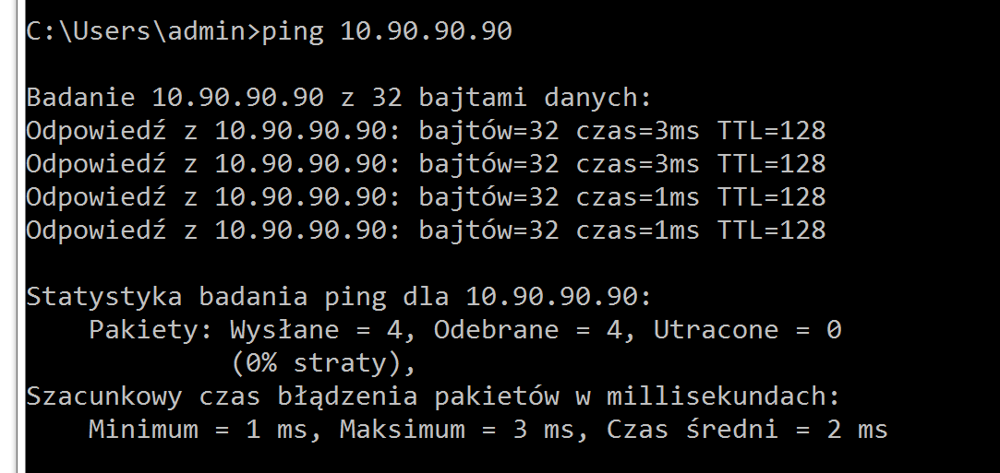 C:\Users\admin>ping 10.90.90.90
Badanie 10.90.90.90 z 32 bajtami danych:
Odpowiedź z 10.90.90.90: bajtów=32 czas=3ms TTL=128
Odpowiedź z 10.90.90.90: bajtów=32 czas=3ms TTL=128
Odpowiedź z 10.90.90.90: bajtów=32 czas=1ms TTL=128
Odpowiedź z 10.90.90.90: bajtów=32 czas=1ms TTL=128
Statystyka badania ping dla 10.90.90.90:
Pakiety: Wysłane = 4, Odebrane = 4, Utracone = 0
(0% straty),
Szacunkowy czas błądzenia pakietów w millisekundach:
Minimum = 1 ms, Maksimum = 3 ms, Czas średni = 2 ms